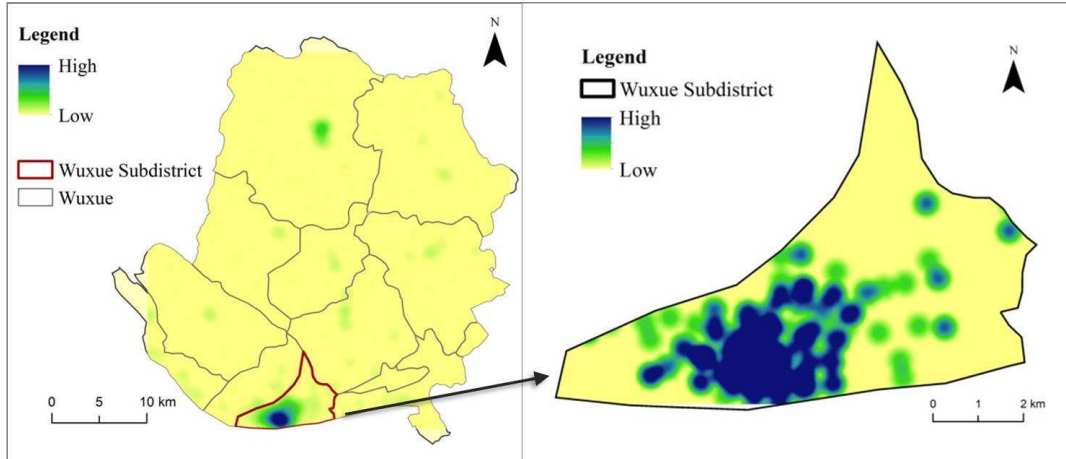 Legend
High
Low
Wuxue Subdistrict
Wuxue
N
0 5 10 km
Legend
Wuxue Subdistrict
High
Low
N
0 1 2 km